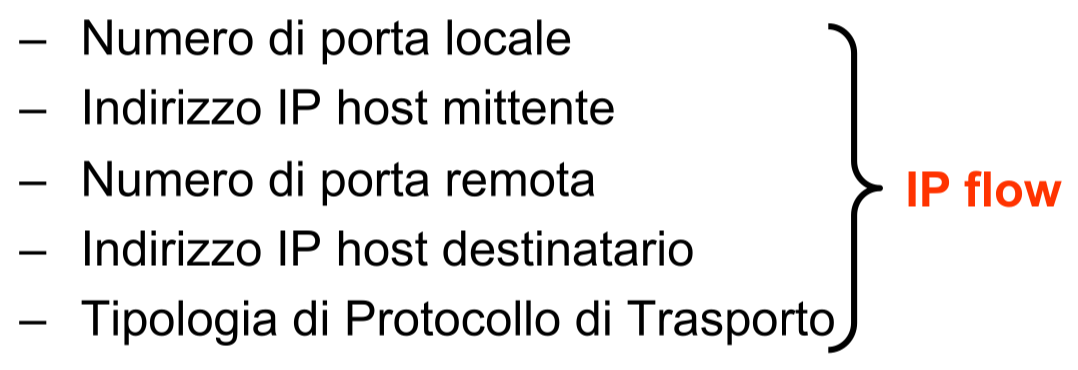 – Numero di porta locale
– Indirizzo IP host mittente
– Numero di porta remota
– Indirizzo IP host destinatario
– Tipologia di Protocollo di Trasporto
IP flow